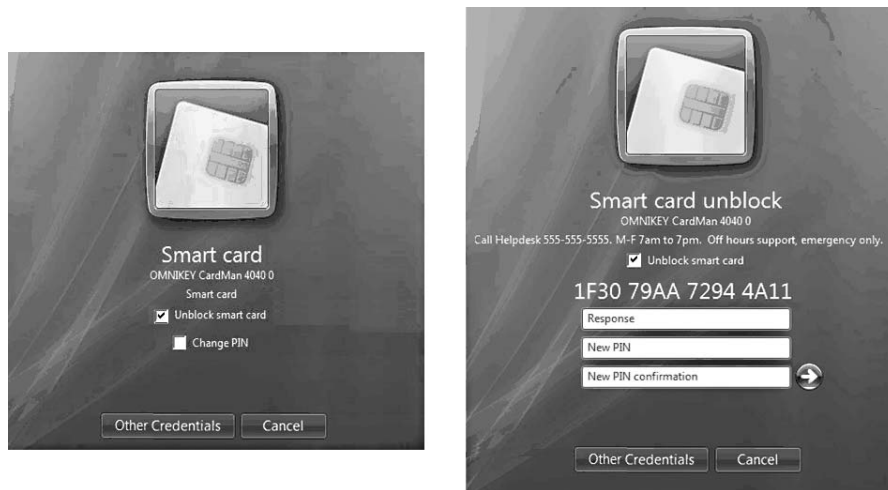 Smart card
OMNIKEY CardMan 4040 0
Smart card
Unblock smart card
Change PIN
Other Credentials
Cancel
Smart card unblock
OMNIKEY CardMan 4040 0
Call Helpdesk 555-555-5555. M-F 7am to 7pm. Off hours support, emergency only.
Unblock smart card
1F30 79AA 7294 4A11
Response
New PIN
New PIN confirmation
Other Credentials
Cancel